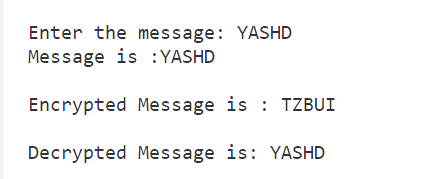 Enter the message: YASHD
Message is :YASHD
Encrypted Message is : TZBUI
Decrypted Message is: YASHD